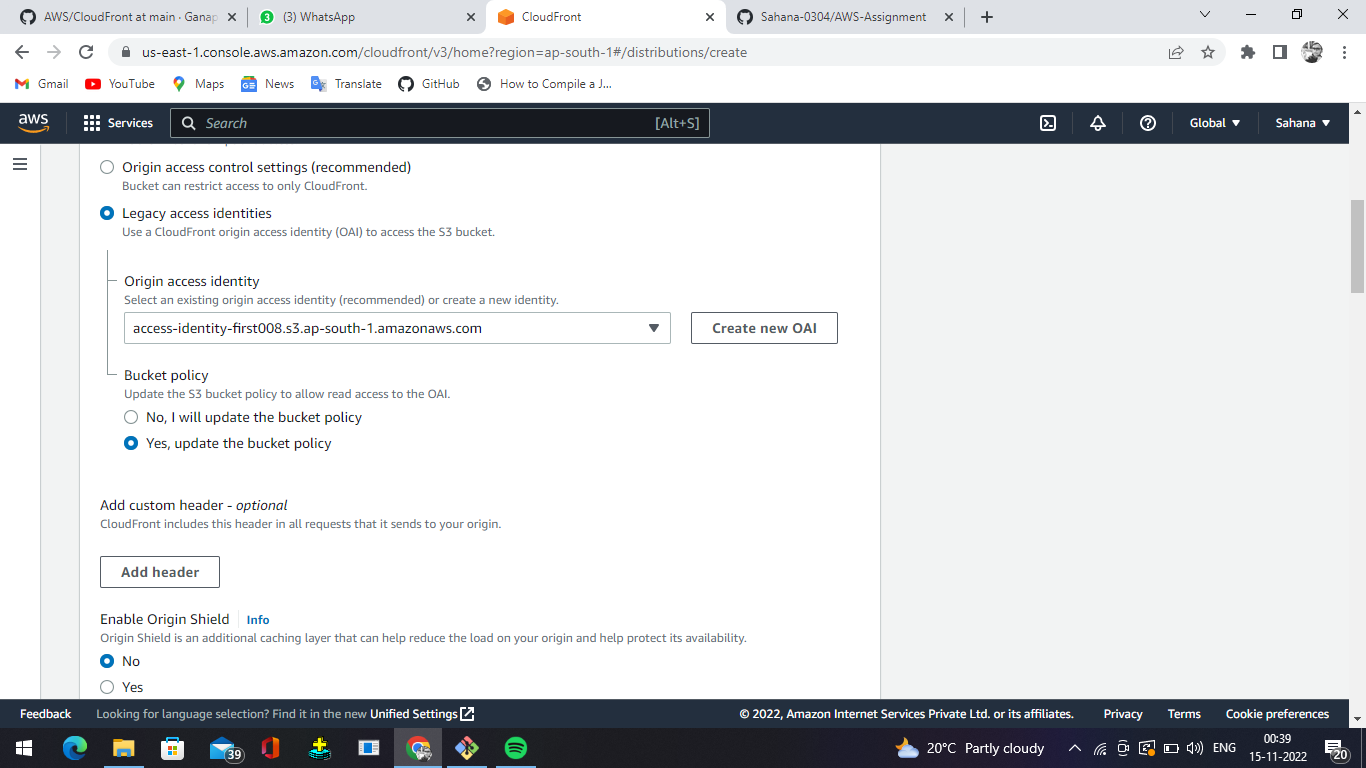 AWS/CloudFront at main · Ganap
3 (3) WhatsApp
CloudFront
Sahana-0304/AWS-Assignment
us-east-1.console.aws.amazon.com/cloudfront/v3/home?region=ap-south-1#/distributions/create
Gmail YouTube Maps News Translate GitHub How to Compile a J...
aws Services Search [Alt+S] Global Sahana
Origin access control settings (recommended)
Bucket can restrict access to only CloudFront.
Legacy access identities
Use a CloudFront origin access identity (OAI) to access the S3 bucket.
Origin access identity
Select an existing origin access identity (recommended) or create a new identity.
access-identity-first008.s3.ap-south-1.amazonaws.com Create new OAI
Bucket policy
Update the S3 bucket policy to allow read access to the OAI.
No, I will update the bucket policy
Yes, update the bucket policy
Add custom header - optional
CloudFront includes this header in all requests that it sends to your origin.
Add header
Enable Origin Shield Info
Origin Shield is an additional caching layer that can help reduce the load on your origin and help protect its availability.
No
Yes
Feedback Looking for language selection? Find it in the new Unified Settings © 2022, Amazon Internet Services Private Ltd. or its affiliates. Privacy Terms Cookie preferences
39 20°C Partly cloudy ENG 00:39
15-11-2022 20